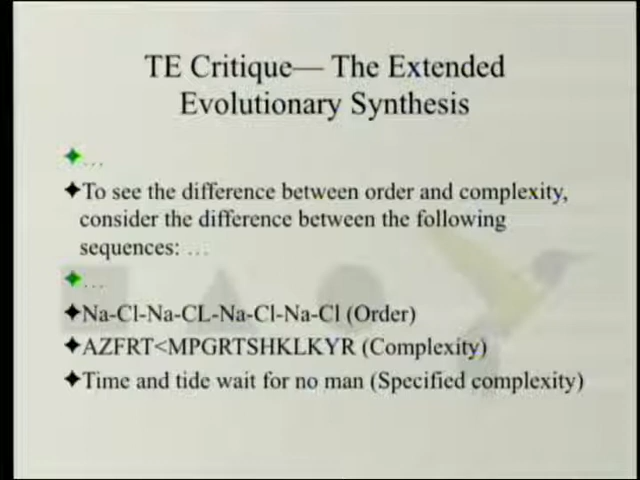 TE Critique— The Extended
Evolutionary Synthesis
…
To see the difference between order and complexity,
consider the difference between the following
sequences: …
…
Na-Cl-Na-CL-Na-Cl-Na-Cl (Order)
AZFRT<MPGRTSHKLKYR (Complexity)
Time and tide wait for no man (Specified complexity)